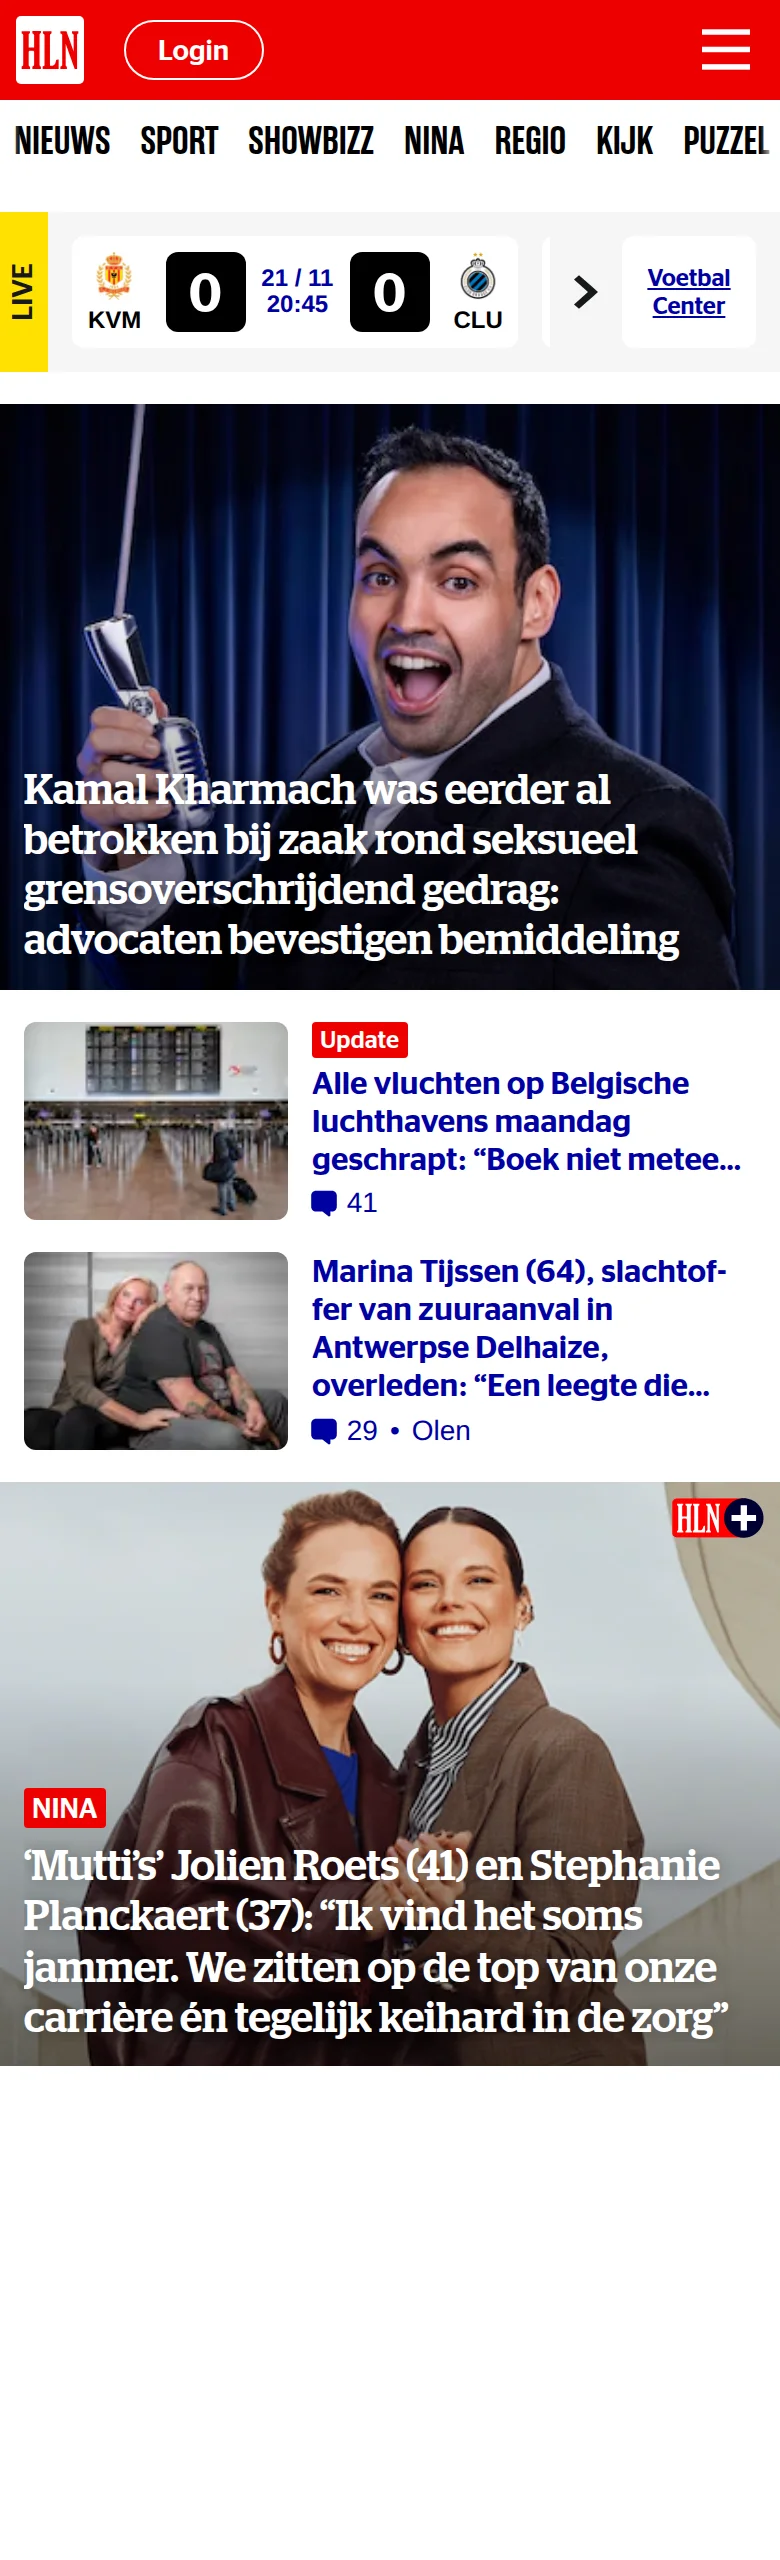 HLN
Login
NIEUWS SPORT SHOWBIZZ NINA REGIO KIJK PUZZEL
LIVE
KVM
0
21 / 11
20:45
0
CLU
Voetbal
Center
Kamal Kharmach was eerder al
betrokken bij zaak rond seksueel
grensoverschrijdend gedrag:
advocaten bevestigen bemiddeling
Update
Alle vluchten op Belgische
luchthavens maandag
geschrapt: “Boek niet metee...
41
Marina Tijssen (64), slachtof-
fer van zuuraanval in
Antwerpse Delhaize,
overleden: “Een leegte die...
29 • Olen
HLN+
NINA
‘Mutti’s’ Jolien Roets (41) en Stephanie
Planckaert (37): “Ik vind het soms
jammer. We zitten op de top van onze
carrière én tegelijk keihard in de zorg”